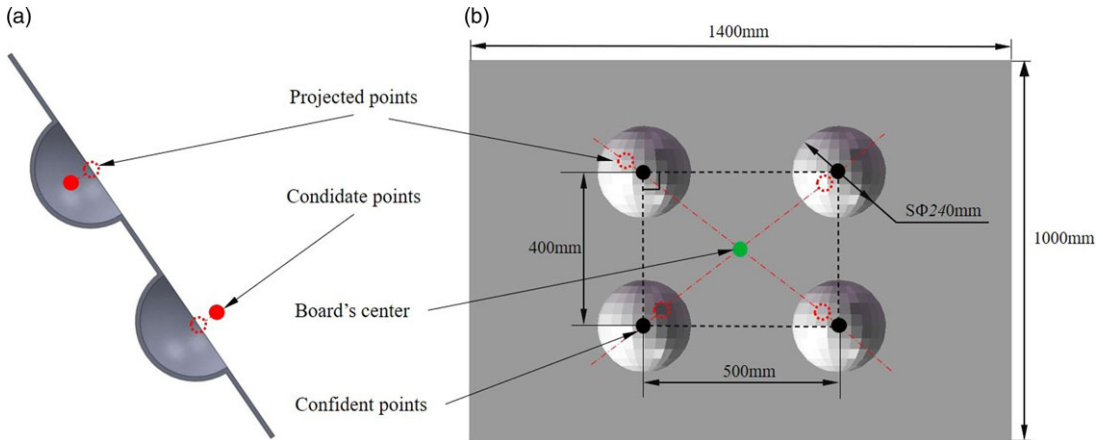 (a)
(b)
1400mm
Projected points
Condidate points
SΦ240mm
400mm
1000mm
Board's center
500mm
Confident points